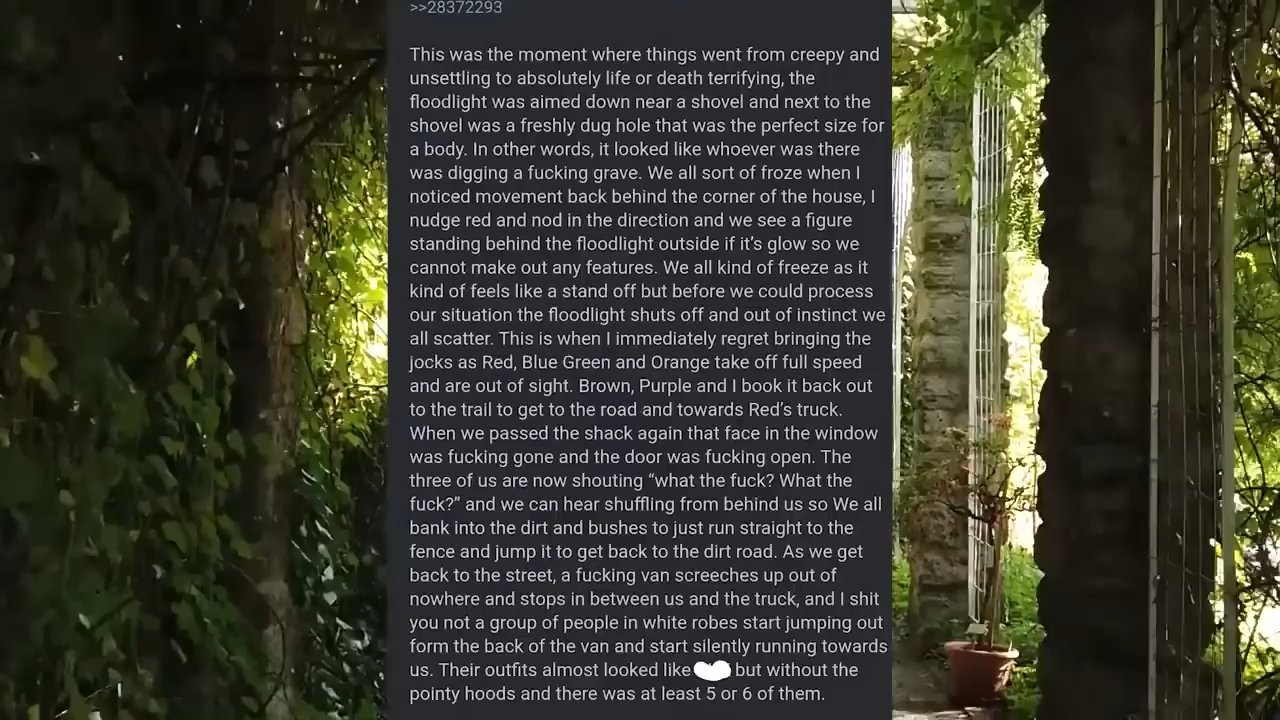 >>28372293
This was the moment where things went from creepy and
unsettling to absolutely life or death terrifying, the
floodlight was aimed down near a shovel and next to the
shovel was a freshly dug hole that was the perfect size for
a body. In other words, it looked like whoever was there
was digging a fucking grave. We all sort of froze when I
noticed movement back behind the corner of the house, I
nudge red and nod in the direction and we see a figure
standing behind the floodlight outside if it’s glow so we
cannot make out any features. We all kind of freeze as it
kind of feels like a stand off but before we could process
our situation the floodlight shuts off and out of instinct we
all scatter. This is when I immediately regret bringing the
jocks as Red, Blue Green and Orange take off full speed
and are out of sight. Brown, Purple and I book it back out
to the trail to get to the road and towards Red’s truck.
When we passed the shack again that face in the window
was fucking gone and the door was fucking open. The
three of us are now shouting “what the fuck? What the
fuck?” and we can hear shuffling from behind us so We all
bank into the dirt and bushes to just run straight to the
fence and jump it to get back to the dirt road. As we get
back to the street, a fucking van screeches up out of
nowhere and stops in between us and the truck, and I shit
you not a group of people in white robes start jumping out
form the back of the van and start silently running towards
us. Their outfits almost looked like but without the
pointy hoods and there was at least 5 or 6 of them.